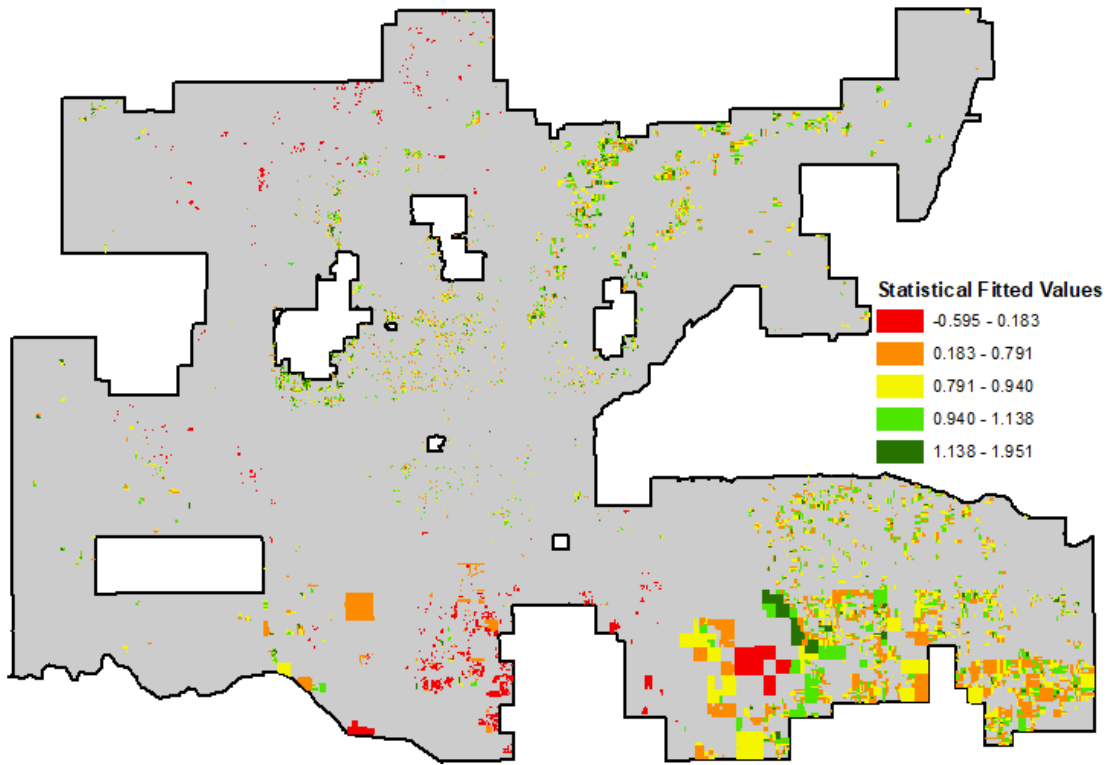 Statistical Fitted Values
-0.595 - 0.183
0.183 - 0.791
0.791 - 0.940
0.940 - 1.138
1.138 - 1.951